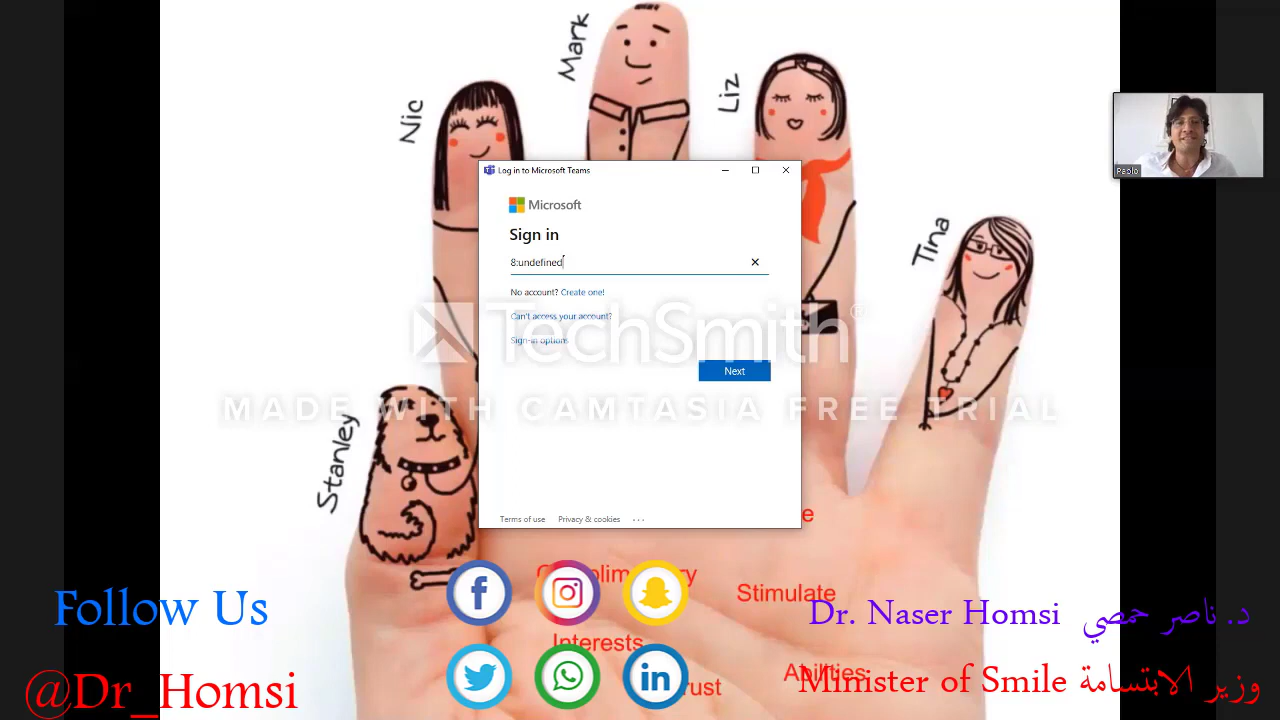 Mark
Liz
Nic
Tina
Stanley
Log in to Microsoft Teams
Microsoft
Sign in
8:undefined
No account? Create one!
Can't access your account?
Sign-in options
Next
Terms of use Privacy & cookies ...
Paolo
TechSmith®
MADE WITH CAMTASIA FREE TRIAL
Stimulate
Interests
Abilities
Follow Us
@Dr_Homsi
Dr. Naser Homsi د. ناصر حمصي
Minister of Smile وزير الابتسامة